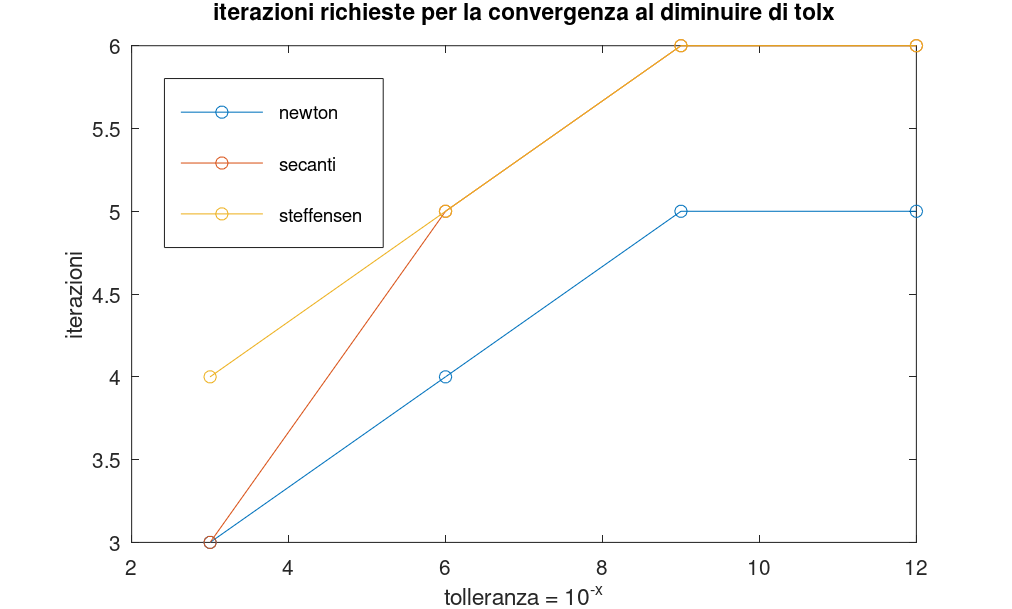 iterazioni richieste per la convergenza al diminuire di tolx
6
5.5
5
4.5
4
3.5
3
iterazioni
newton
secanti
steffensen
2 4 6 8 10 12
tolleranza = 10^-x